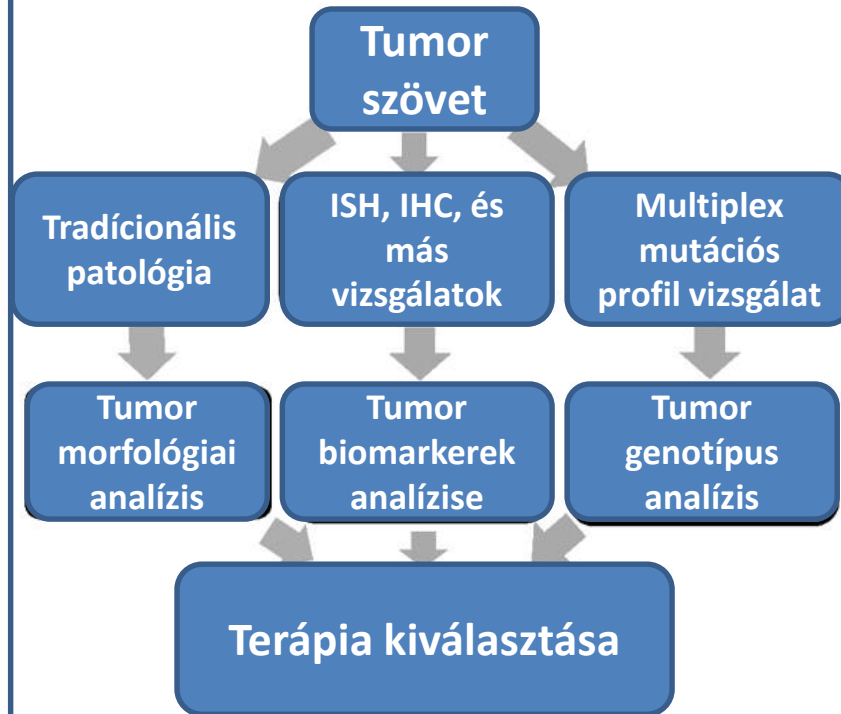 Tumor
szövet
Tradícionális
patológia
ISH, IHC, és
más
vizsgálatok
Multiplex
mutációs
profil vizsgálat
Tumor
morfológiai
analízis
Tumor
biomarkerek
analízise
Tumor
genotípus
analízis
Terápia kiválasztása